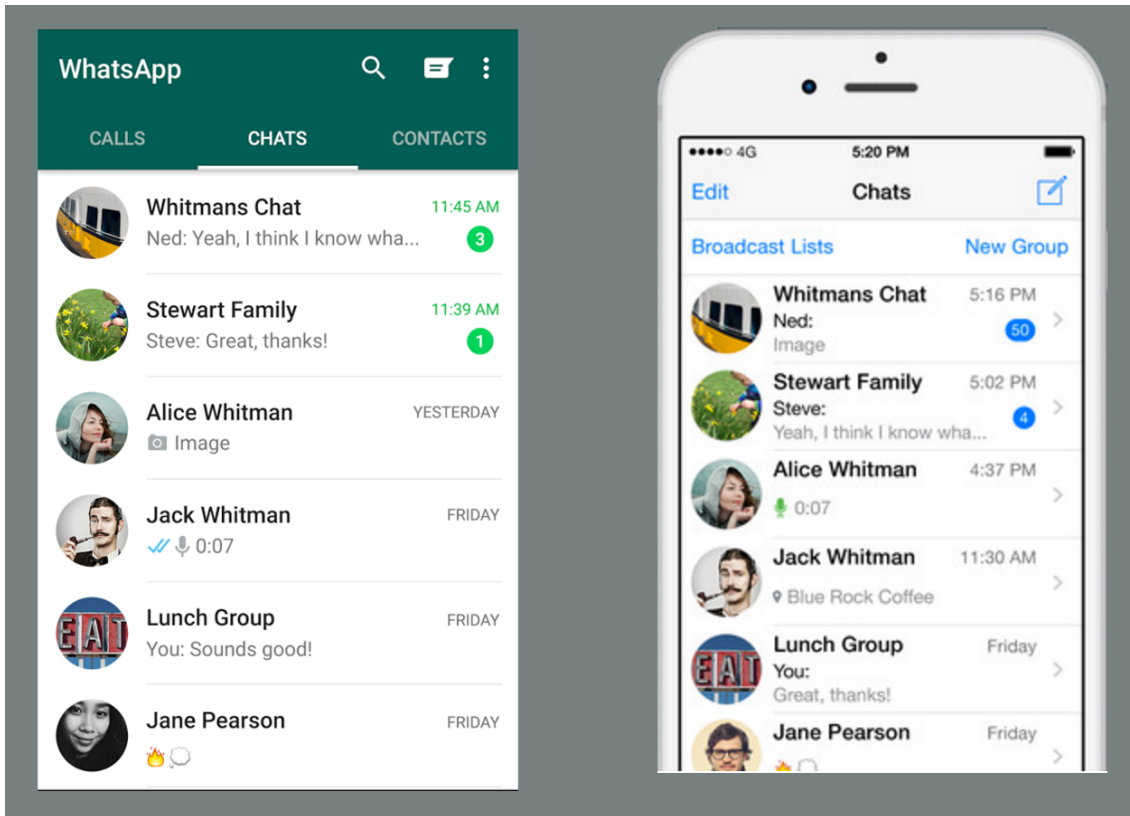 WhatsApp
CALLS CHATS CONTACTS
Whitmans Chat 11:45 AM
Ned: Yeah, I think I know wha... 3
Stewart Family 11:39 AM
Steve: Great, thanks! 1
Alice Whitman YESTERDAY
Image
Jack Whitman FRIDAY
0:07
Lunch Group FRIDAY
You: Sounds good!
EAT
Jane Pearson FRIDAY
4G 5:20 PM
Edit Chats
Broadcast Lists New Group
Whitmans Chat 5:16 PM
Ned: 50
Image
Stewart Family 5:02 PM
Steve: 4
Yeah, I think I know wha...
Alice Whitman 4:37 PM
0:07
Jack Whitman 11:30 AM
Blue Rock Coffee
Lunch Group Friday
You:
EAT
Great, thanks!
Jane Pearson Friday